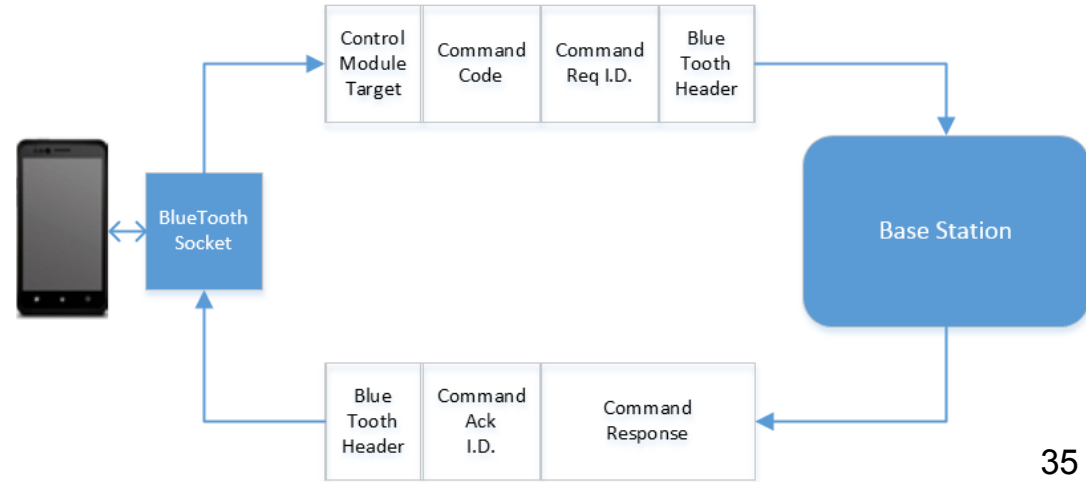 Control
Module
Target
Command
Code
Command
Req I.D.
Blue
Tooth
Header
BlueTooth
Socket
Base Station
Blue
Tooth
Header
Command
Ack
I.D.
Command
Response
35